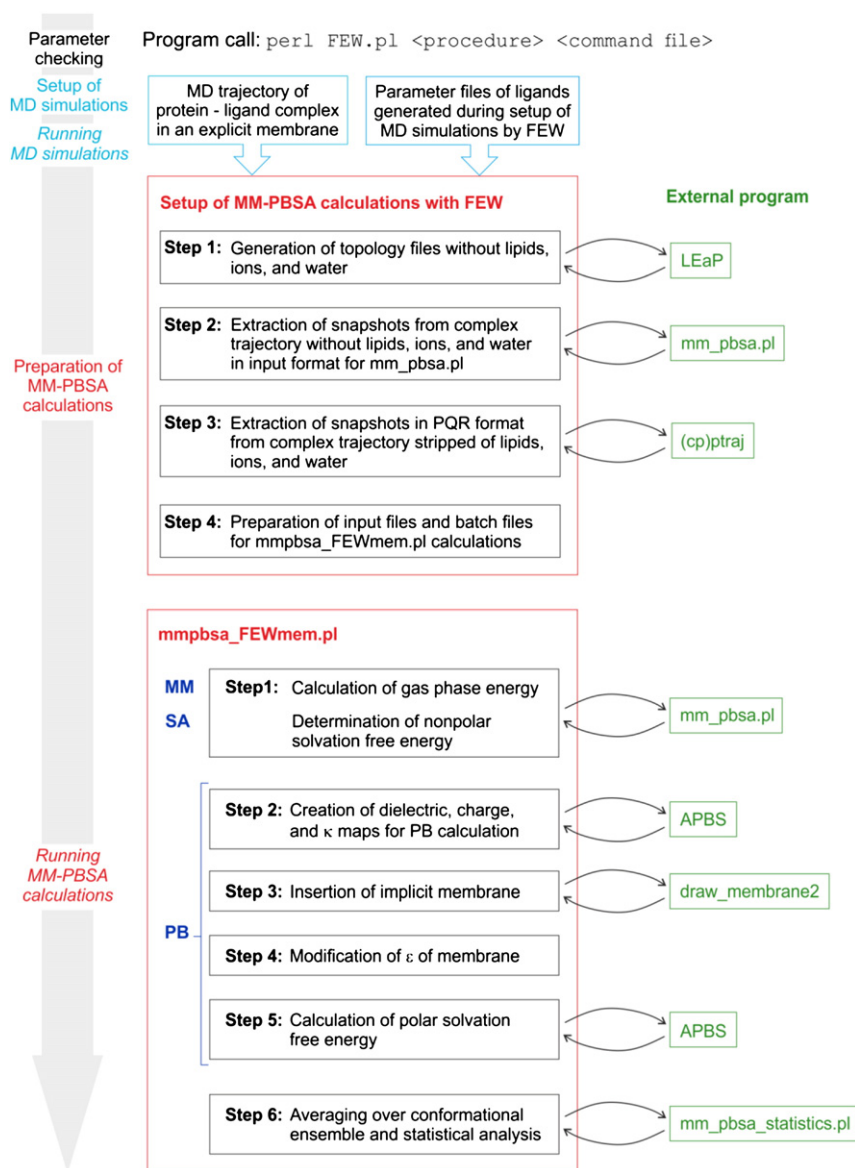 Parameter
checking
Program call: perl FEW.pl <procedure> <command file>
Setup of
MD simulations
Running
MD simulations
MD trajectory of
protein - ligand complex
in an explicit membrane
Parameter files of ligands
generated during setup of
MD simulations by FEW
Setup of MM-PBSA calculations with FEW
External program
Step 1: Generation of topology files without lipids,
ions, and water
LEaP
Step 2: Extraction of snapshots from complex
trajectory without lipids, ions, and water
in input format for mm_pbsa.pl
mm_pbsa.pl
Preparation of
MM-PBSA
calculations
Step 3: Extraction of snapshots in PQR format
from complex trajectory stripped of lipids,
ions, and water
(cp)ptraj
Step 4: Preparation of input files and batch files
for mmpbsa_FEWmem.pl calculations
mmpbsa_FEWmem.pl
MM
Step1: Calculation of gas phase energy
SA
Determination of nonpolar
solvation free energy
mm_pbsa.pl
Step 2: Creation of dielectric, charge,
and κ maps for PB calculation
APBS
Running
MM-PBSA
calculations
Step 3: Insertion of implicit membrane
draw_membrane2
PB
Step 4: Modification of ε of membrane
Step 5: Calculation of polar solvation
free energy
APBS
Step 6: Averaging over conformational
ensemble and statistical analysis
mm_pbsa_statistics.pl